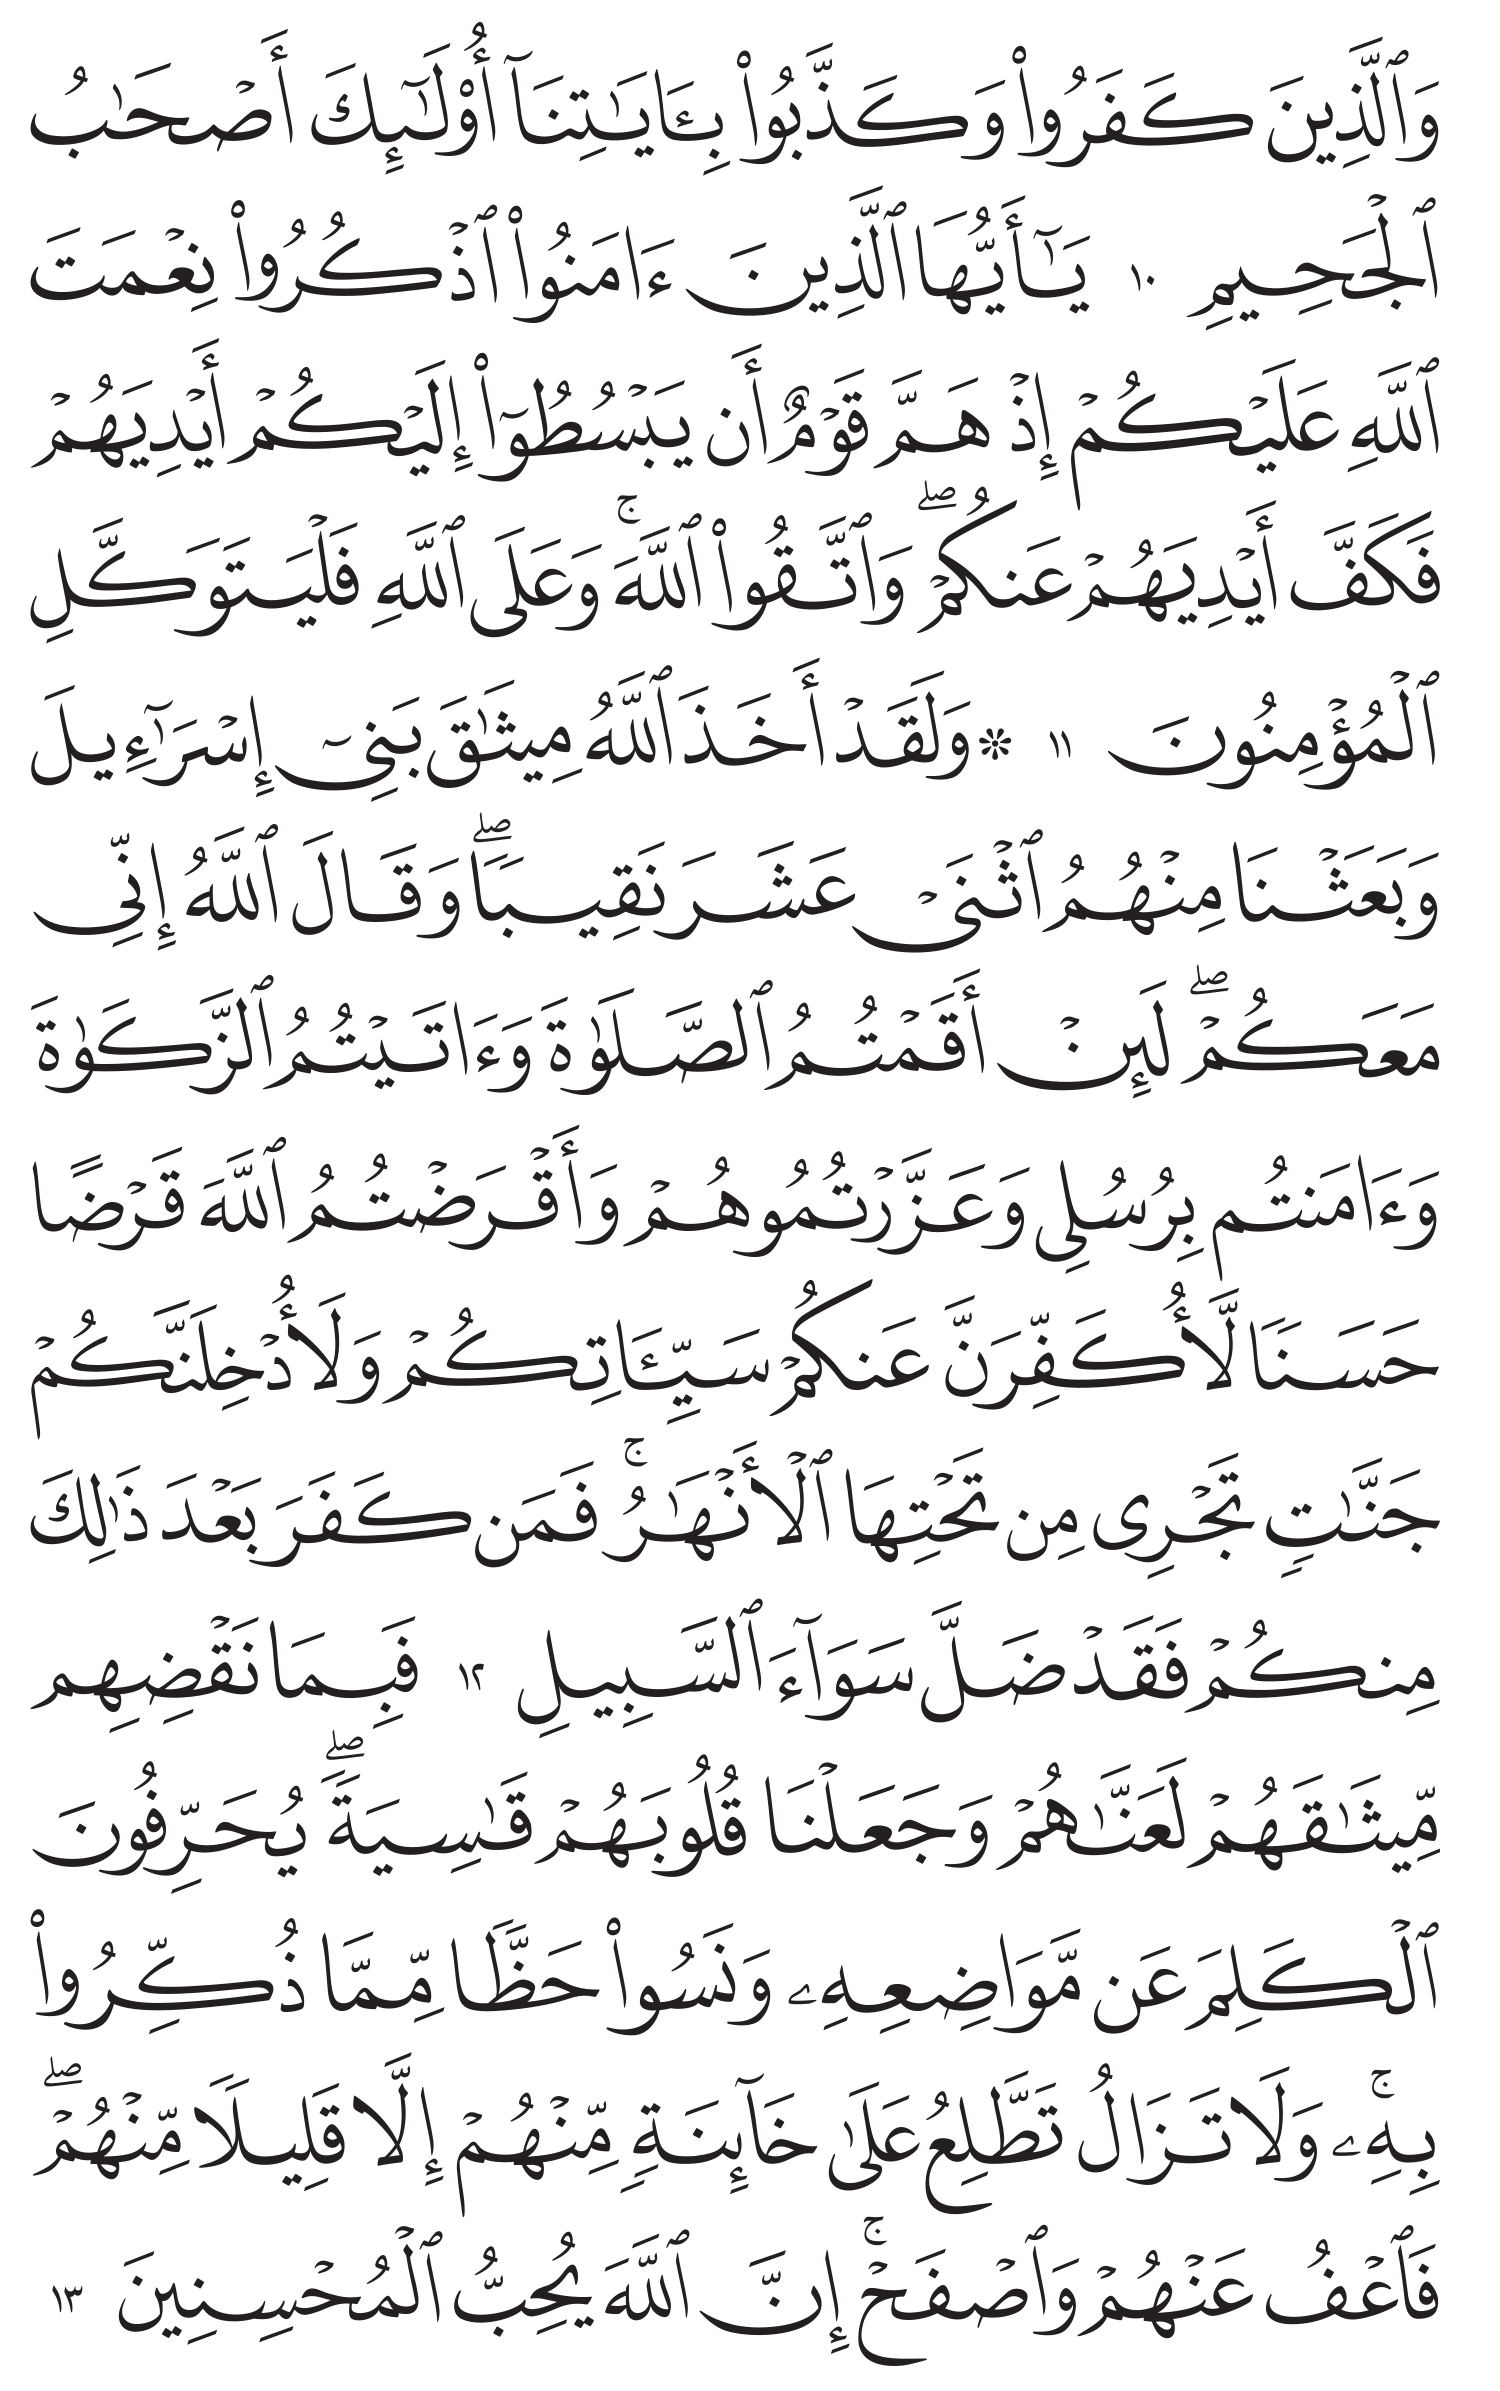 وَٱلَّذِينَ كَفَرُوا۟ وَكَذَّبُوا۟ بِـَٔايَـٰتِنَآ أُو۟لَـٰٓئِكَ أَصْحَـٰبُ
ٱلْجَحِيمِ ١٠ يَـٰٓأَيُّهَا ٱلَّذِينَ ءَامَنُوا۟ ٱذْكُرُوا۟ نِعْمَتَ
ٱللَّهِ عَلَيْكُمْ إِذْ هَمَّ قَوْمٌ أَن يَبْسُطُوٓا۟ إِلَيْكُمْ أَيْدِيَهُمْ
فَكَفَّ أَيْدِيَهُمْ عَنكُمْ ۖ وَٱتَّقُوا۟ ٱللَّهَ ۚ وَعَلَى ٱللَّهِ فَلْيَتَوَكَّلِ
ٱلْمُؤْمِنُونَ ١١ ۞ وَلَقَدْ أَخَذَ ٱللَّهُ مِيثَـٰقَ بَنِىٓ إِسْرَٰٓءِيلَ
وَبَعَثْنَا مِنْهُمُ ٱثْنَىْ عَشَرَ نَقِيبًا ۖ وَقَالَ ٱللَّهُ إِنِّى
مَعَكُمْ ۖ لَئِنْ أَقَمْتُمُ ٱلصَّلَوٰةَ وَءَاتَيْتُمُ ٱلزَّكَوٰةَ
وَءَامَنتُم بِرُسُلِى وَعَزَّرْتُمُوهُمْ وَأَقْرَضْتُمُ ٱللَّهَ قَرْضًا
حَسَنًا لَّأُكَفِّرَنَّ عَنكُمْ سَيِّـَٔاتِكُمْ وَلَأُدْخِلَنَّكُمْ
جَنَّـٰتٍ تَجْرِى مِن تَحْتِهَا ٱلْأَنْهَـٰرُ ۚ فَمَن كَفَرَ بَعْدَ ذَٰلِكَ
مِنكُمْ فَقَدْ ضَلَّ سَوَآءَ ٱلسَّبِيلِ ١٢ فَبِمَا نَقْضِهِم
مِّيثَـٰقَهُمْ لَعَنَّـٰهُمْ وَجَعَلْنَا قُلُوبَهُمْ قَـٰسِيَةً ۖ يُحَرِّفُونَ
ٱلْكَلِمَ عَن مَّوَاضِعِهِۦ وَنَسُوا۟ حَظًّا مِّمَّا ذُكِّرُوا۟
بِهِۦ ۚ وَلَا تَزَالُ تَطَّلِعُ عَلَىٰ خَآئِنَةٍ مِّنْهُمْ إِلَّا قَلِيلًا مِّنْهُمْ ۖ
فَٱعْفُ عَنْهُمْ وَٱصْفَحْ ۚ إِنَّ ٱللَّهَ يُحِبُّ ٱلْمُحْسِنِينَ ١٣